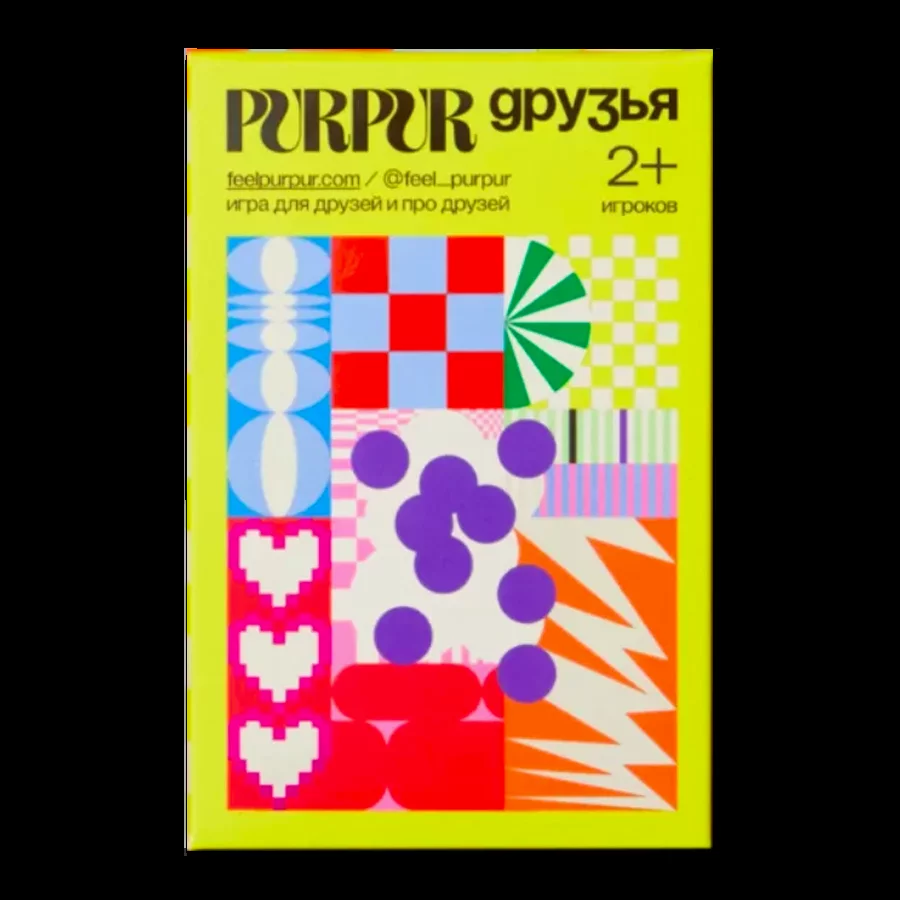 PURPUR друзья
2+
feelpurpur.com / @feel_purpur
игра для друзей и про друзей
игроков